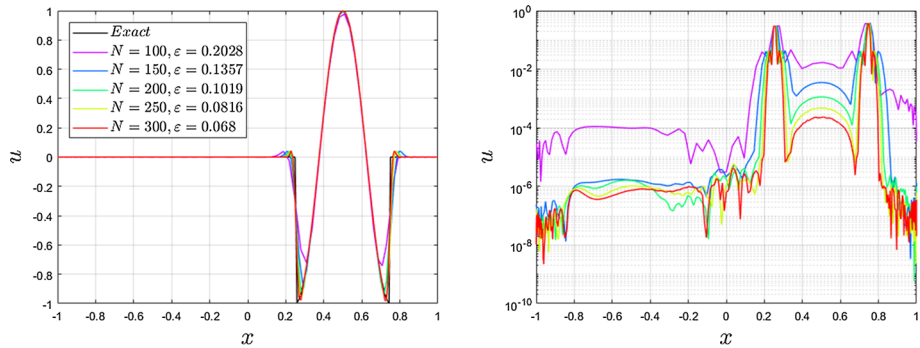 1
0.8
0.6
0.4
0.2
0
-0.2
-0.4
-0.6
-0.8
-1
u
Exact
N = 100, ε = 0.2028
N = 150, ε = 0.1357
N = 200, ε = 0.1019
N = 250, ε = 0.0816
N = 300, ε = 0.068
-1 -0.8 -0.6 -0.4 -0.2 0 0.2 0.4 0.6 0.8 1
x
10^0
10^-2
10^-4
10^-6
10^-8
10^-10
u
-1 -0.8 -0.6 -0.4 -0.2 0 0.2 0.4 0.6 0.8 1
x